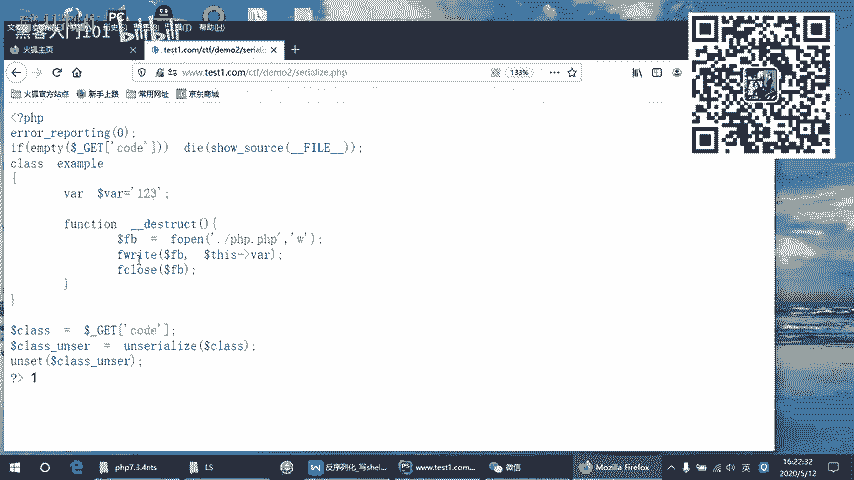 黑客入门101 bilibili
帮助(H)
火狐主页
test1.com/ctf/demo2/serialize
www.test1.com/ctf/demo2/serialize.php
133%
火狐官方站点 新手上路 常用网址 京东商城
<?php
error_reporting(0);
if(empty($_GET['code'])) die(show_source(__FILE__));
class example
{
var $var='123';
function __destruct(){
$fb = fopen('./php.php','w');
fwrite($fb, $this->var);
fclose($fb);
}
}
$class = $_GET['code'];
$class_unser = unserialize($class);
unset($class_unser);
?> 1
php7.3.4nts
LS
反序列化_写shel...
www.test1.com...
微信
Mozilla Firefox
英
16:22:32
2020/5/12